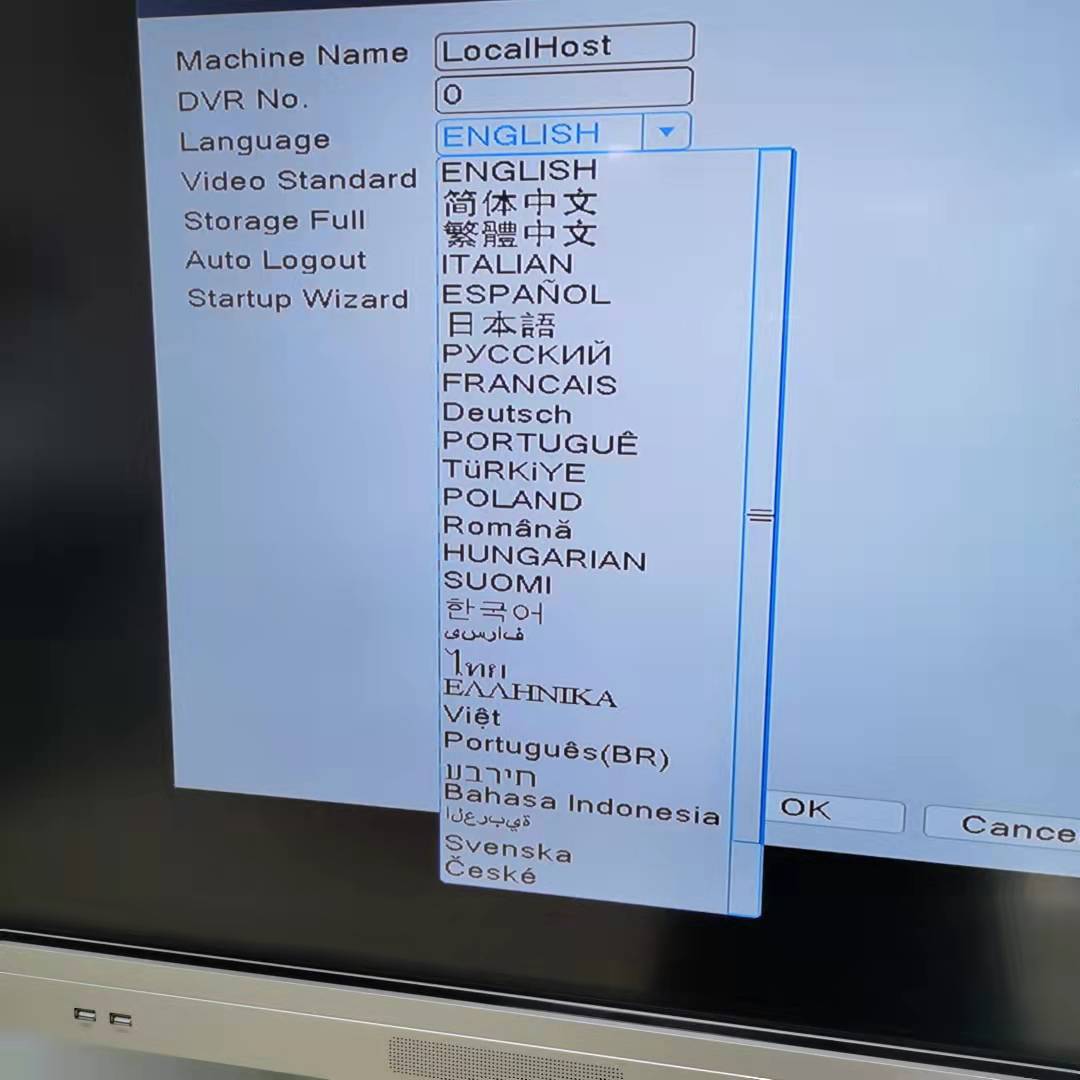 Machine Name LocalHost
DVR No. 0
Language ENGLISH
Video Standard
Storage Full
Auto Logout
Startup Wizard
ENGLISH
简体中文
繁體中文
ITALIAN
ESPAÑOL
日本語
РУССКИЙ
FRANCAIS
Deutsch
PORTUGUÊ
TüRKiYE
POLAND
Română
HUNGARIAN
SUOMI
한국어
فارسی
ไทย
ΕΛΛΗΝΙΚΑ
Việt
Português(BR)
עברית
Bahasa Indonesia
العربية
Svenska
České
OK Cance